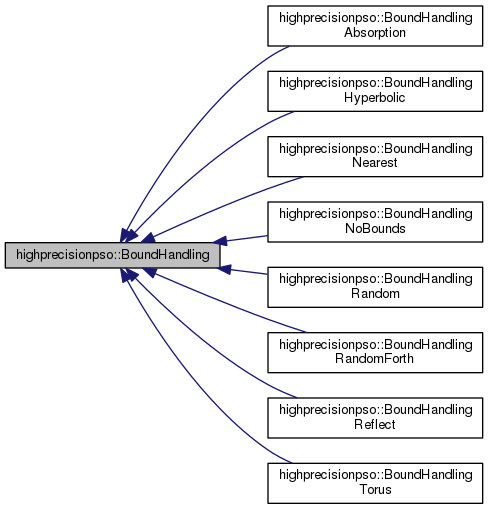 highprecisionpso::BoundHandling
Absorption
highprecisionpso::BoundHandling
Hyperbolic
highprecisionpso::BoundHandling
Nearest
highprecisionpso::BoundHandling
NoBounds
highprecisionpso::BoundHandling
highprecisionpso::BoundHandling
Random
highprecisionpso::BoundHandling
RandomForth
highprecisionpso::BoundHandling
Reflect
highprecisionpso::BoundHandling
Torus